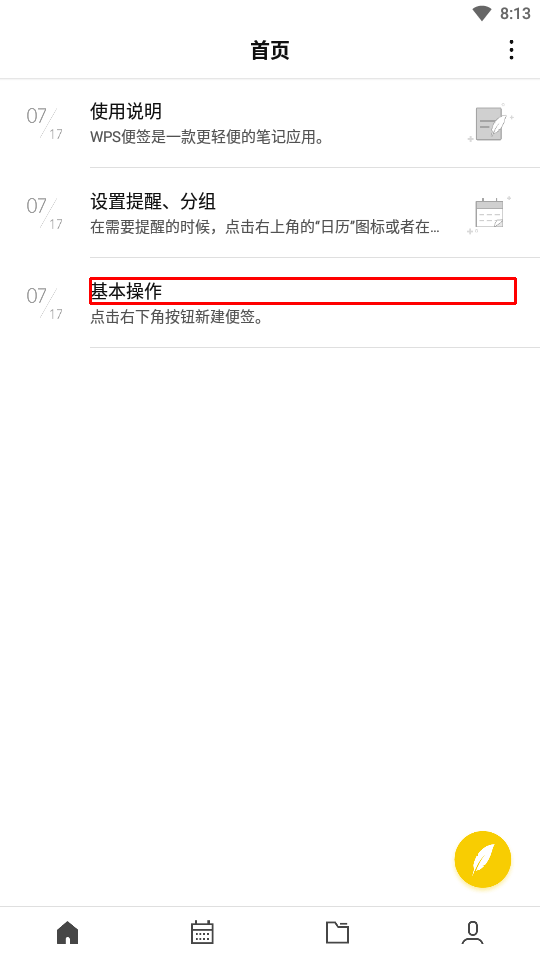 8:13
首页
07/17
使用说明
WPS便签是一款更轻便的笔记应用。
07/17
设置提醒、分组
在需要提醒的时候，点击右上角的“日历”图标或者在...
07/17
基本操作
点击右下角按钮新建便签。